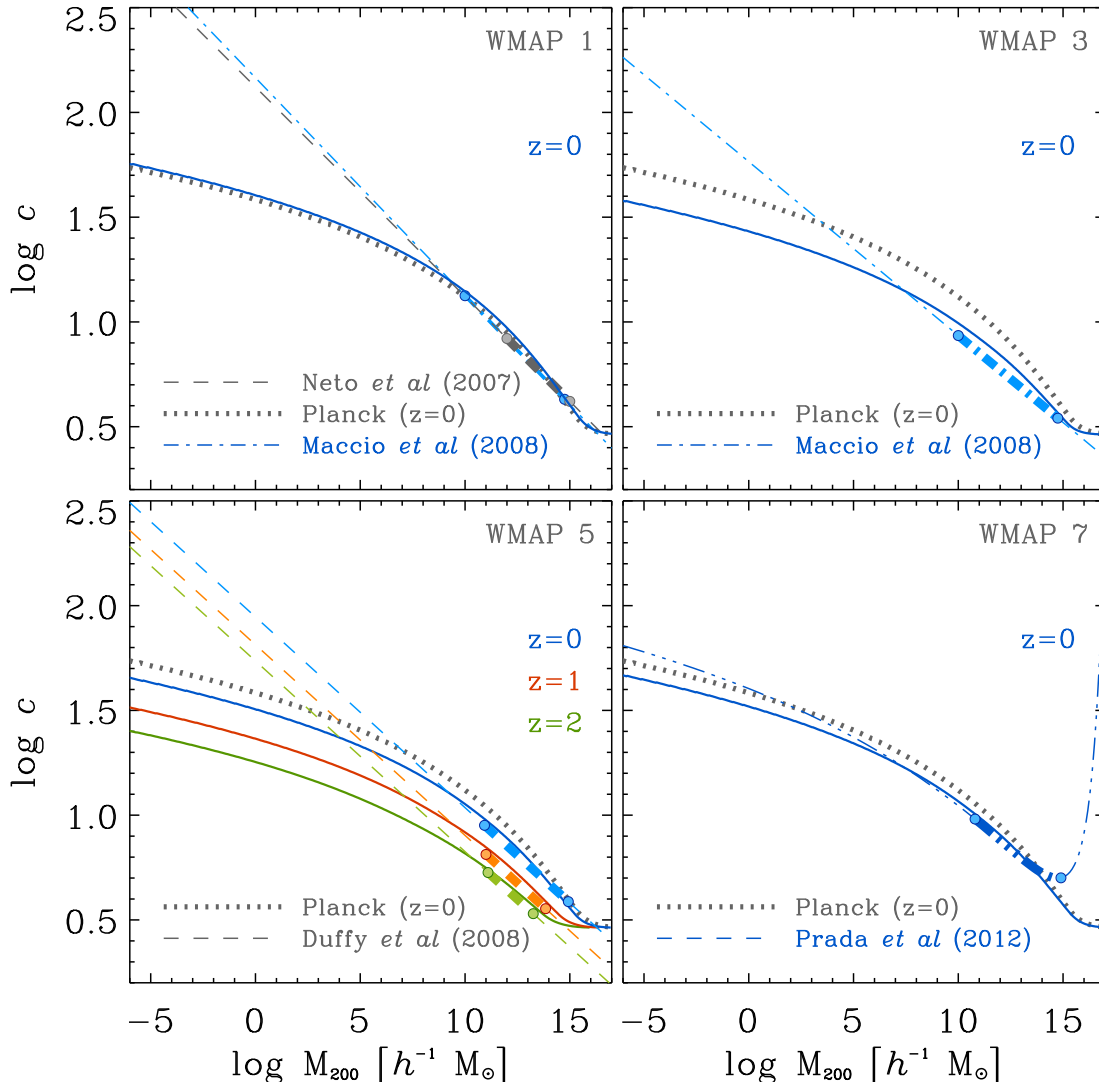 WMAP 1
WMAP 3
2.5
2.0
1.5
1.0
0.5
log c
z=0
z=0
Neto et al (2007)
Planck (z=0)
Maccio et al (2008)
Planck (z=0)
Maccio et al (2008)
WMAP 5
WMAP 7
2.5
2.0
1.5
1.0
0.5
log c
z=0
z=1
z=2
z=0
Planck (z=0)
Duffy et al (2008)
Planck (z=0)
Prada et al (2012)
−5 0 5 10 15
−5 0 5 10 15
log M₂₀₀ [h⁻¹ M⊙]
log M₂₀₀ [h⁻¹ M⊙]